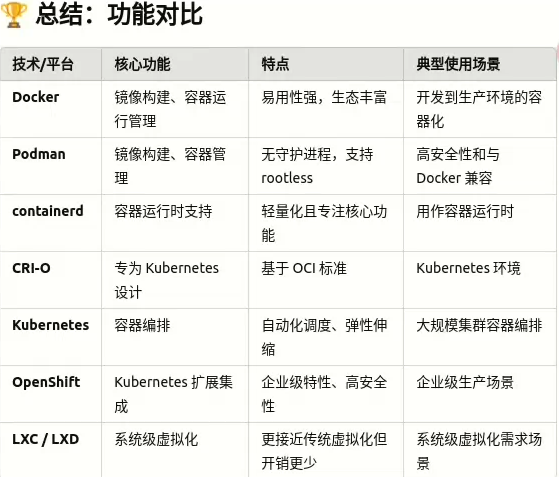 🏆 总结：功能对比
技术/平台 核心功能 特点 典型使用场景
Docker 镜像构建、容器运 易用性强，生态丰富 开发到生产环境的容
行管理 器化
Podman 镜像构建、容器管 无守护进程，支持 高安全性和与
理 rootless Docker 兼容
containerd 容器运行时支持 轻量化且专注核心功 用作容器运行时
能
CRI-O 专为 Kubernetes 基于 OCI 标准 Kubernetes 环境
设计
Kubernetes 容器编排 自动化调度、弹性伸 大规模集群容器编排
缩
OpenShift Kubernetes 扩展集 企业级特性、高安全 企业级生产场景
成 性
LXC / LXD 系统级虚拟化 更接近传统虚拟化但 系统级虚拟化需求场
开销更少 景